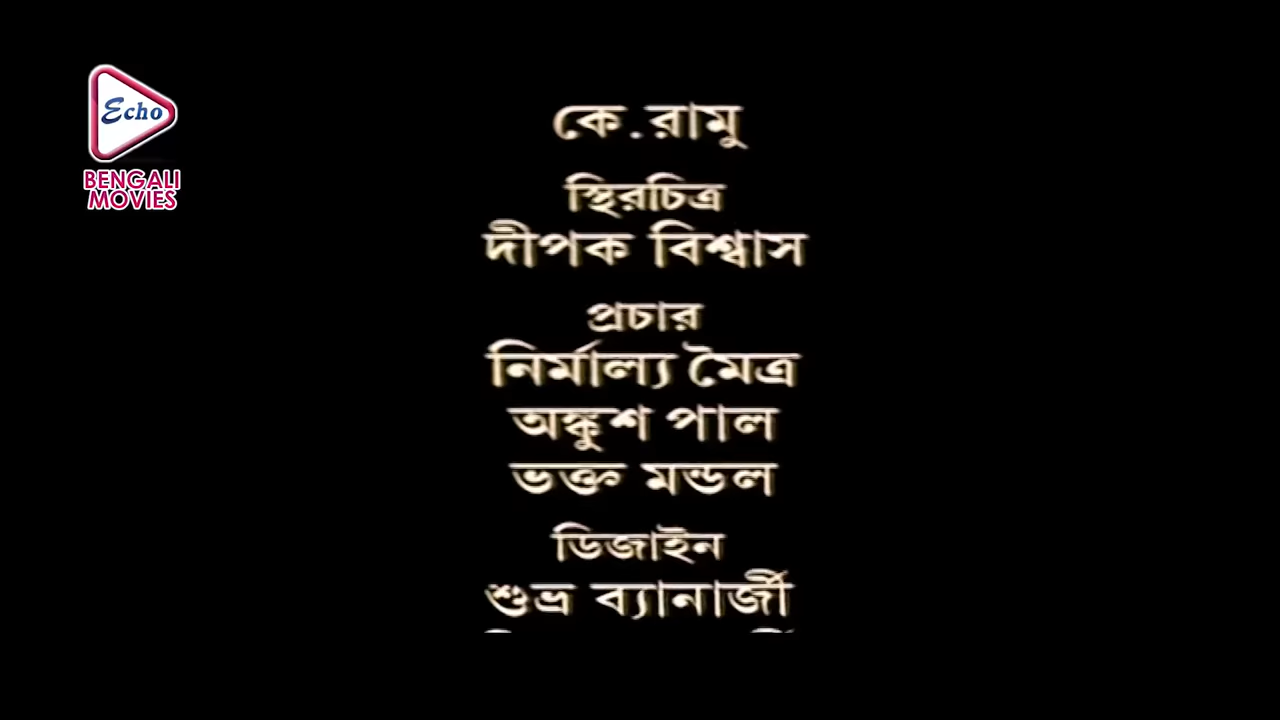 Echo
BENGALI
MOVIES
কে.রামু
স্থিরচিত্র
দীপক বিশ্বাস
প্রচার
নির্মাল্য মৈত্র
অঙ্কুশ পাল
ভক্ত মন্ডল
ডিজাইন
শুভ্র ব্যানার্জী